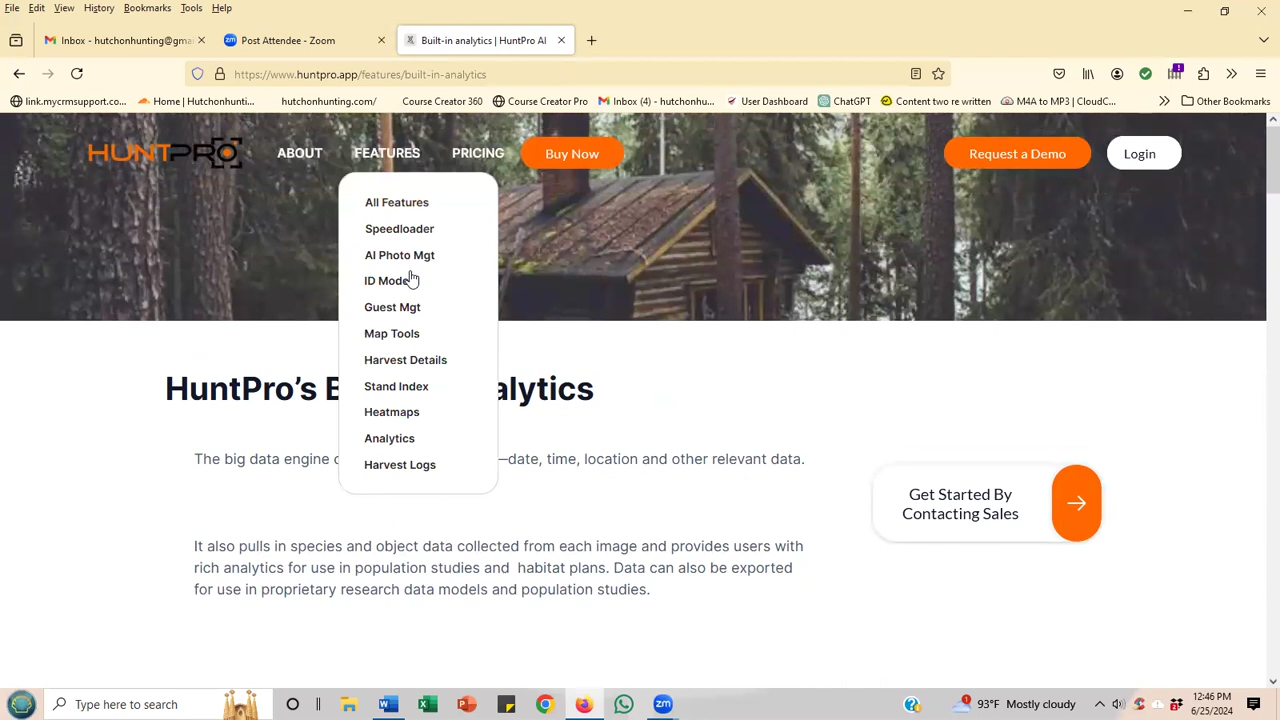 File Edit View History Bookmarks Tools Help
Inbox - hutchonhunting@gma
Post Attendee - Zoom
Built-in analytics | HuntPro AI
https://www.huntpro.app/features/built-in-analytics
link.mycrmsupport.co...
Home | Hutchonhunti...
hutchonhunting.com/
Course Creator 360
Course Creator Pro
Inbox (4) - hutchonhu...
User Dashboard
ChatGPT
Content two re written
M4A to MP3 | CloudC...
Other Bookmarks
HUNTPRO
ABOUT
FEATURES
PRICING
Buy Now
Request a Demo
Login
All Features
Speedloader
AI Photo Mgt
ID Mode
Guest Mgt
Map Tools
Harvest Details
Stand Index
Heatmaps
Analytics
Harvest Logs
HuntPro's B alytics
The big data engine —date, time, location and other relevant data.
It also pulls in species and object data collected from each image and provides users with
rich analytics for use in population studies and habitat plans. Data can also be exported
for use in proprietary research data models and population studies.
Get Started By
Contacting Sales
Type here to search
93°F Mostly cloudy
12:46 PM
6/25/2024